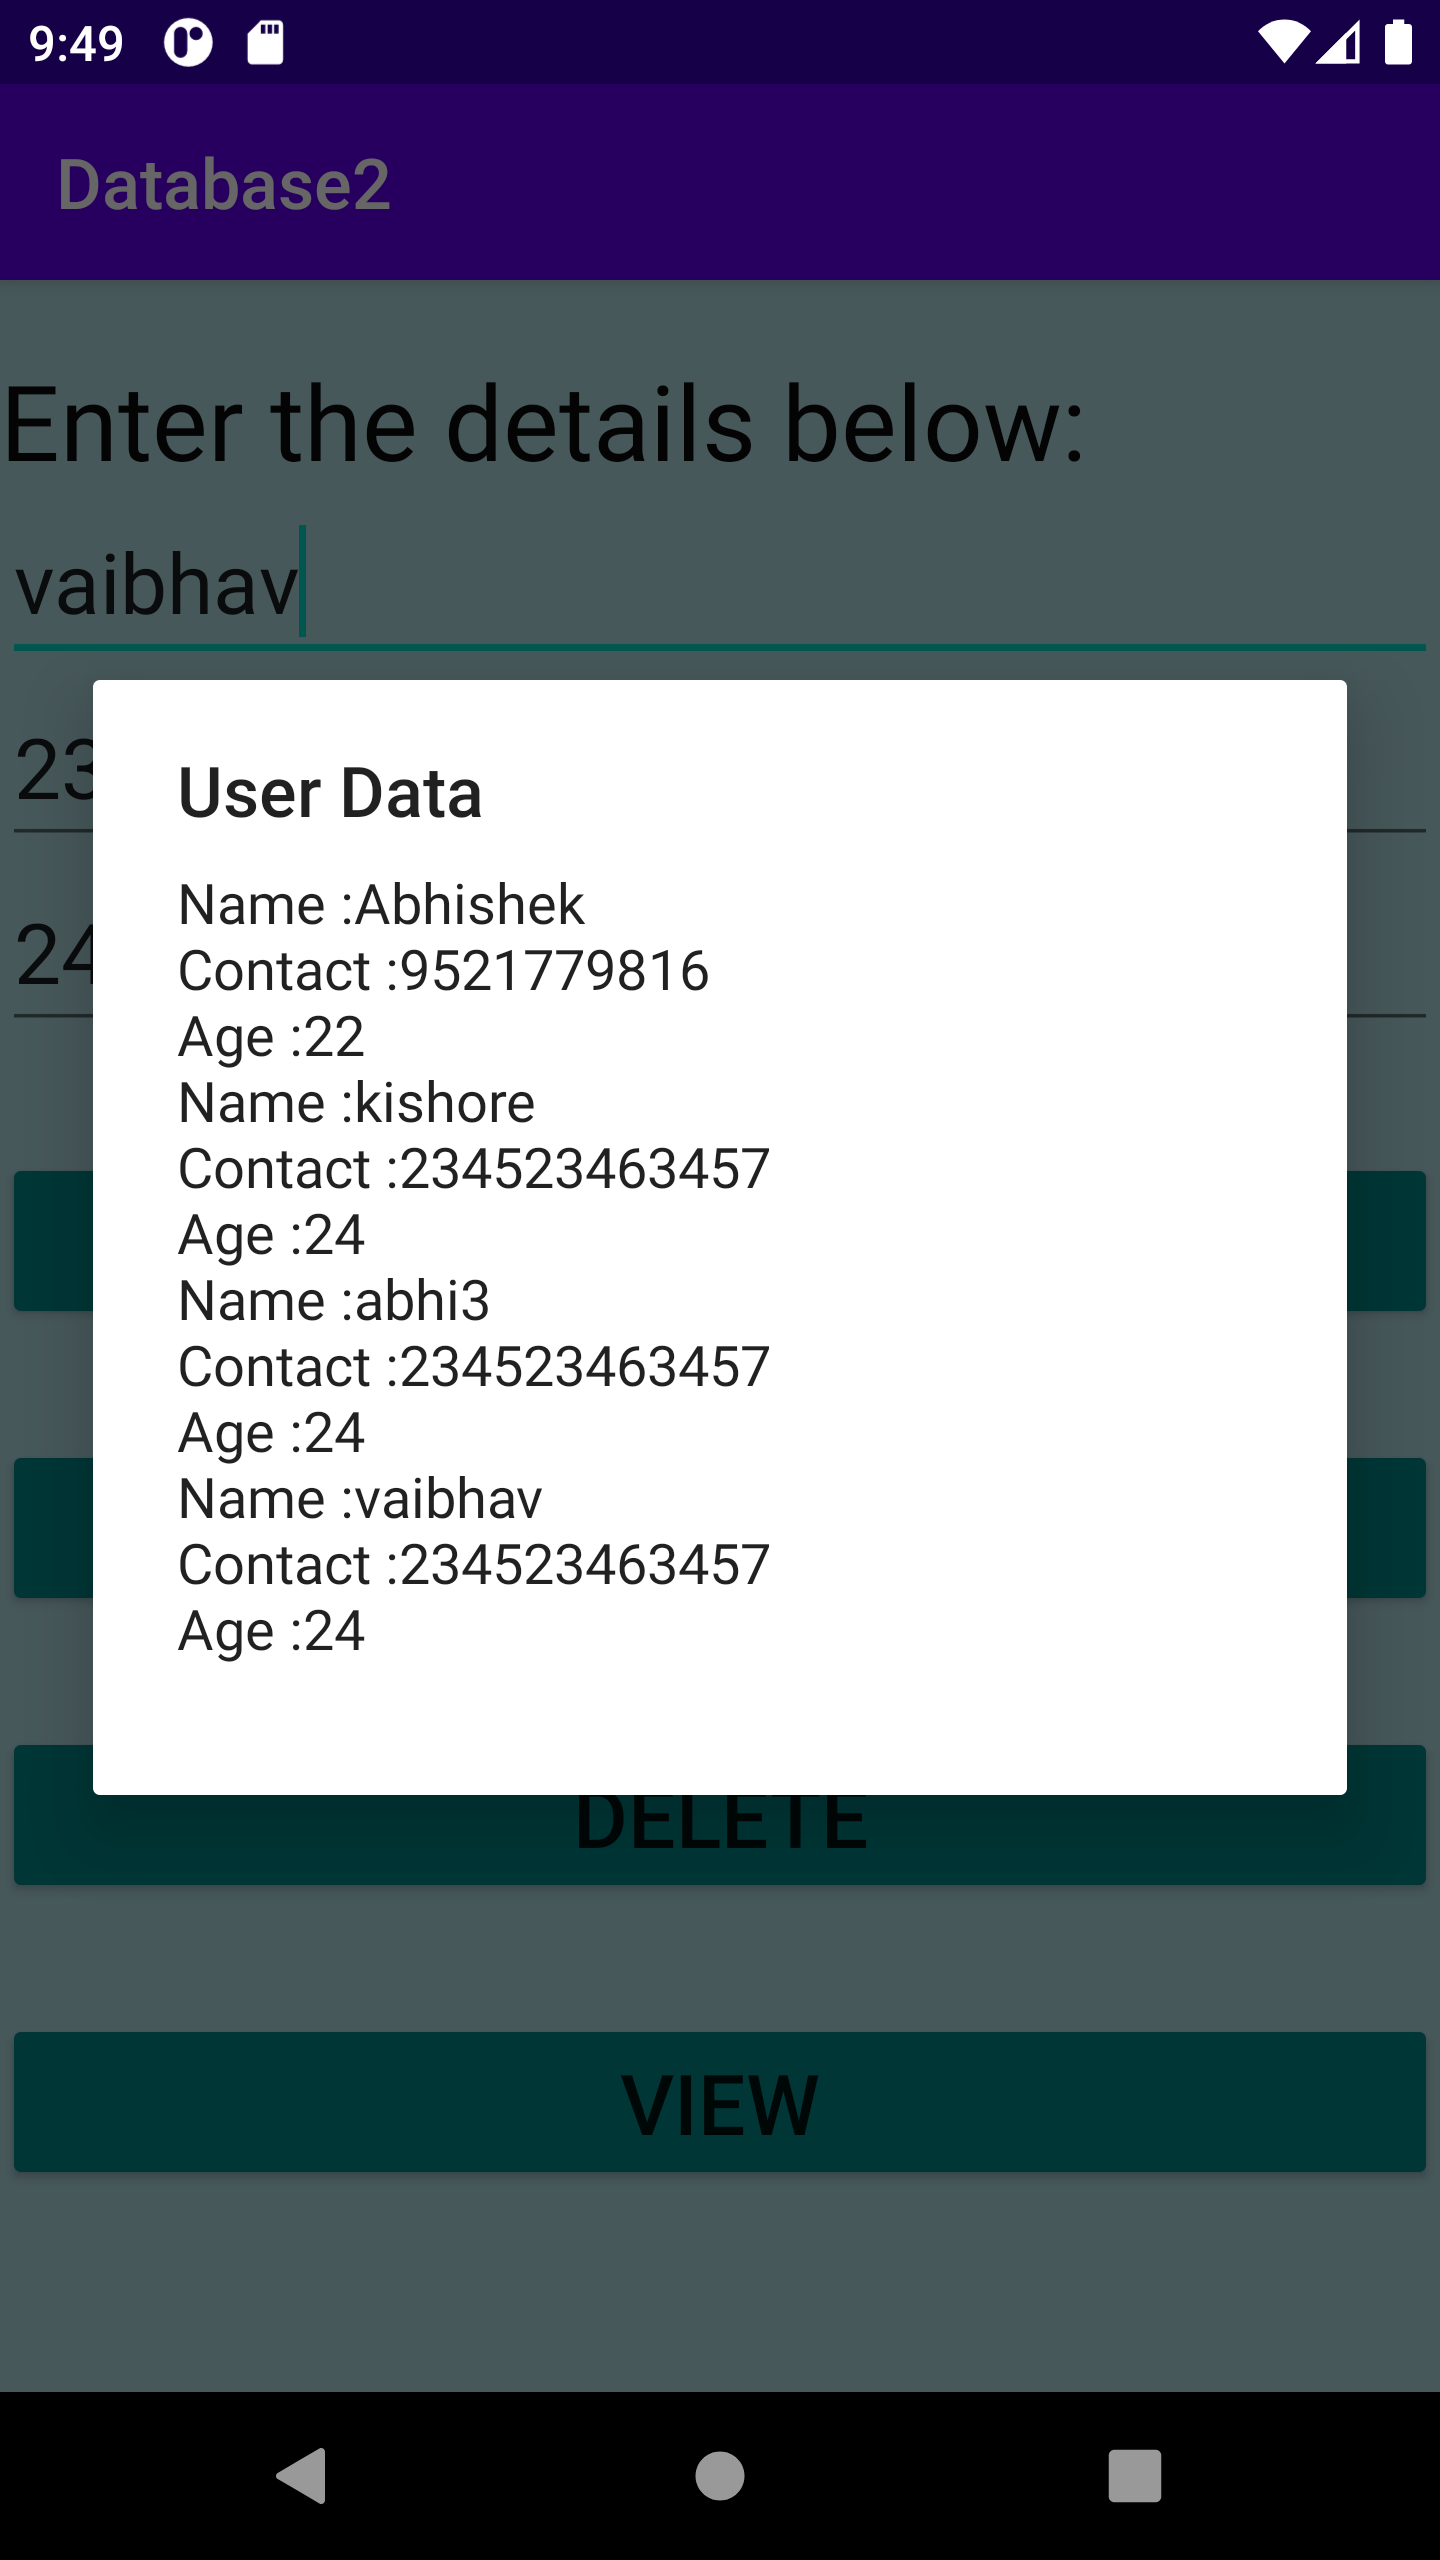 9:49
Database2
Enter the details below:
vaibhav
23
24
User Data
Name :Abhishek
Contact :9521779816
Age :22
Name :kishore
Contact :234523463457
Age :24
Name :abhi3
Contact :234523463457
Age :24
Name :vaibhav
Contact :234523463457
Age :24
DELETE
VIEW